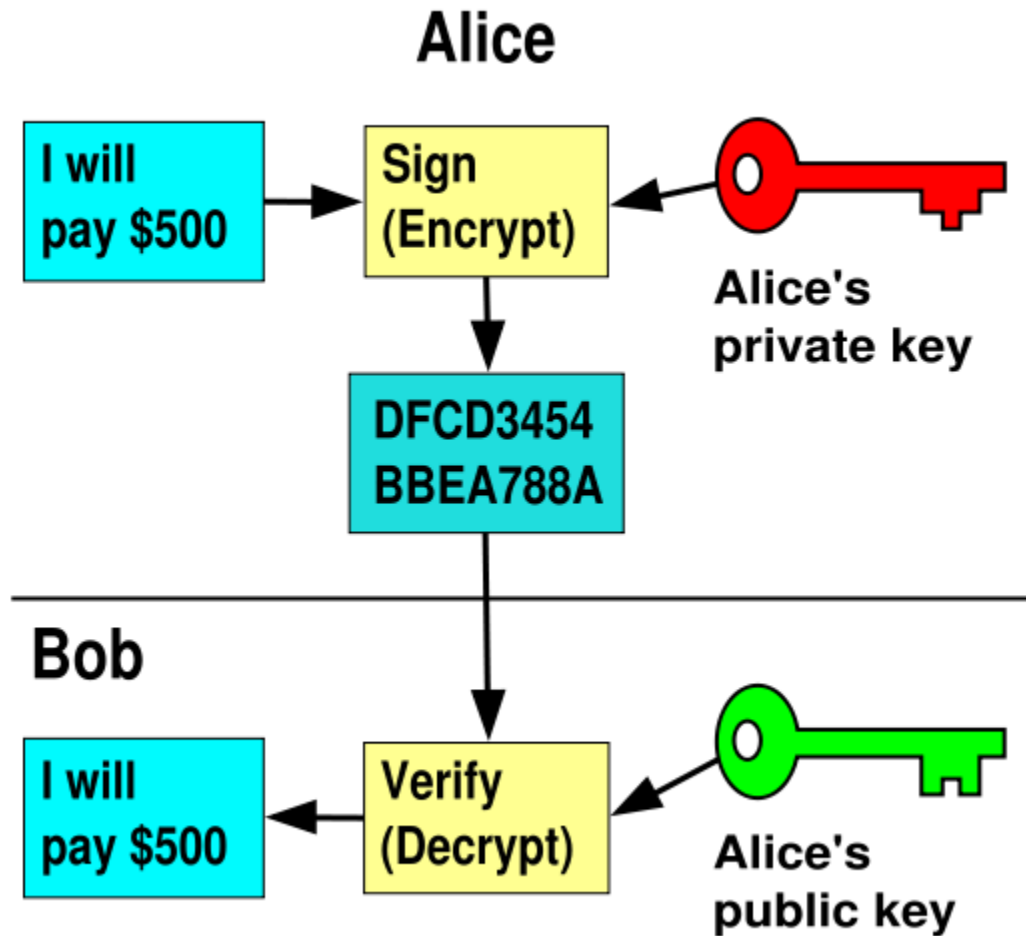 Alice
I will
pay $500
Sign
(Encrypt)
Alice's
private key
DFCD3454
BBEA788A
Bob
I will
pay $500
Verify
(Decrypt)
Alice's
public key